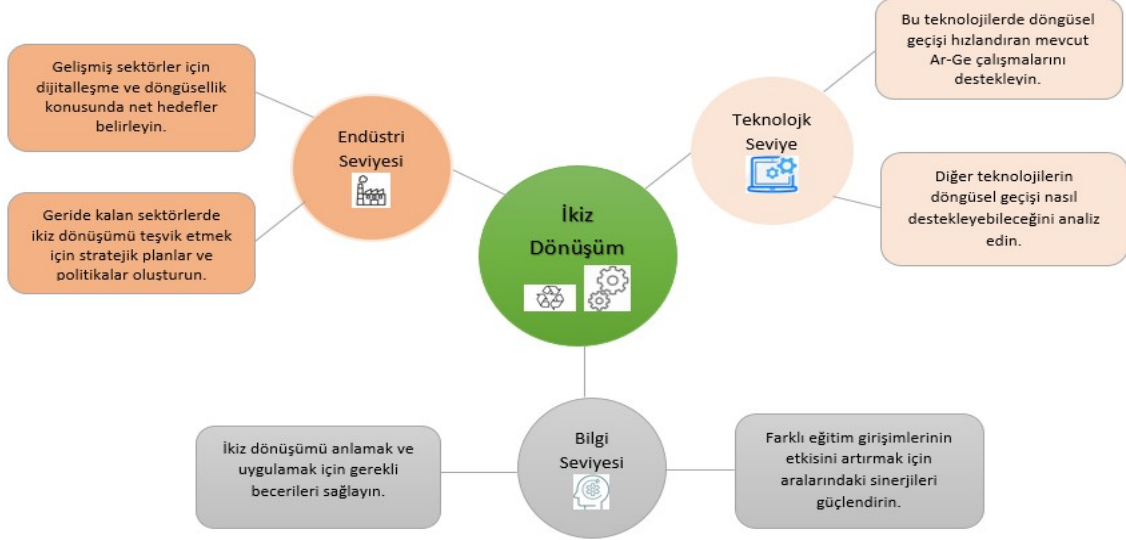 Gelişmiş sektörler için
dijitalleşme ve döngüsellik
konusunda net hedefler
belirleyin.
Geride kalan sektörlerde
ikiz dönüşümü teşvik etmek
için stratejik planlar ve
politikalar oluşturun.
Endüstri
Seviyesi
İkiz
Dönüşüm
Teknolojk
Seviye
Bu teknolojilerde döngüsel
geçişi hızlandıran mevcut
Ar-Ge çalışmalarını
destekleyin.
Diğer teknolojilerin
döngüsel geçişi nasıl
destekleyebileceğini analiz
edin.
İkiz dönüşümü anlamak ve
uygulamak için gerekli
becerileri sağlayın.
Bilgi
Seviyesi
Farklı eğitim girişimlerinin
etkisini artırmak için
aralarındaki sinerjileri
güçlendirin.